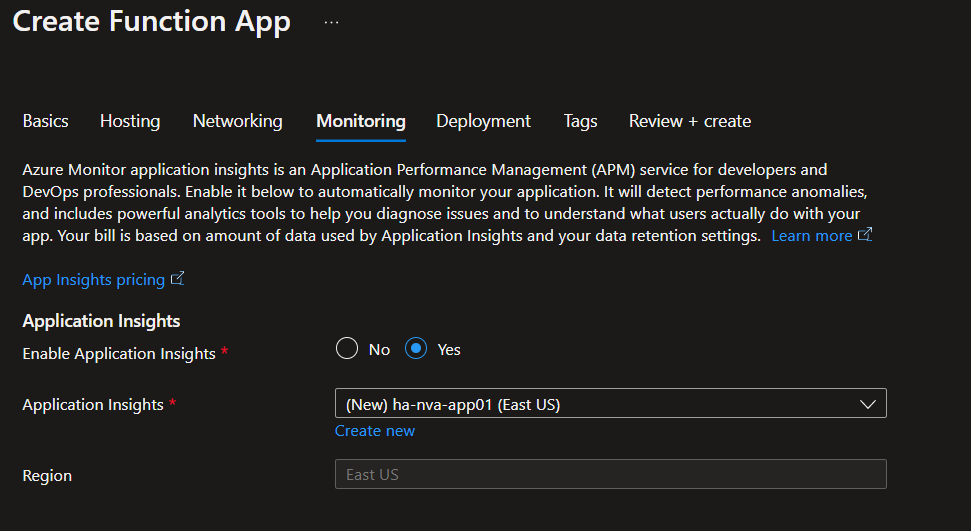 Create Function App ...
Basics Hosting Networking Monitoring Deployment Tags Review + create
Azure Monitor application insights is an Application Performance Management (APM) service for developers and
DevOps professionals. Enable it below to automatically monitor your application. It will detect performance anomalies,
and includes powerful analytics tools to help you diagnose issues and to understand what users actually do with your
app. Your bill is based on amount of data used by Application Insights and your data retention settings. Learn more
App Insights pricing
Application Insights
Enable Application Insights * No Yes
Application Insights * (New) ha-nva-app01 (East US)
Create new
Region East US